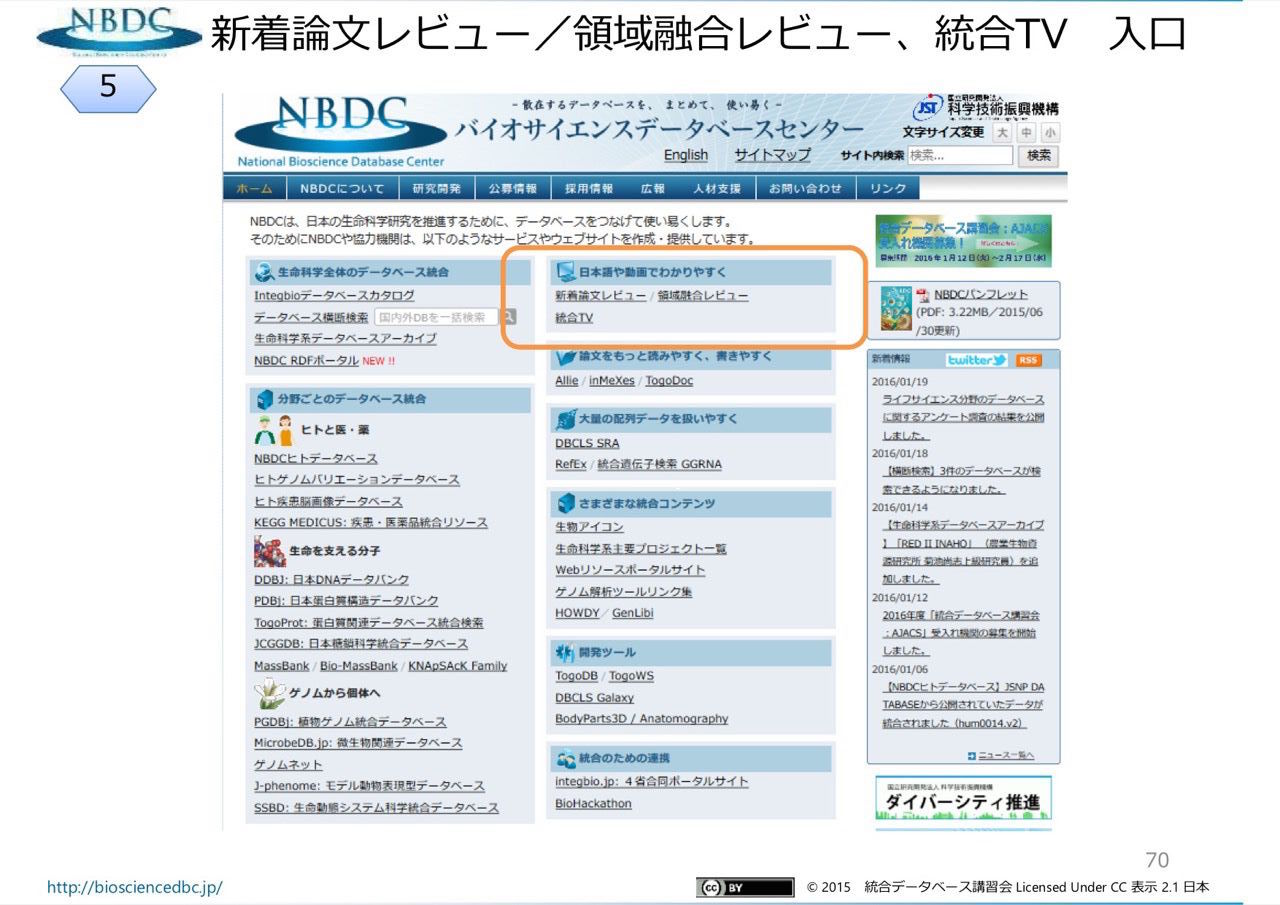 NBDC
新着論文レビュー／領域融合レビュー、統合TV　入口
5
NBDC
National Bioscience Database Center
－散在するデータベースを、まとめて、使い易く－
バイオサイエンスデータベースセンター
国立研究開発法人
JST 科学技術振興機構
文字サイズ変更 大 中 小
English サイトマップ サイト内検索 検索... 検索
ホーム NBDCについて 研究開発 公募情報 採用情報 広報 人材支援 お問い合わせ リンク
NBDCは、日本の生命科学研究を推進するために、データベースをつなげて使い易くします。
そのためにNBDCや協力機関は、以下のようなサービスやウェブサイトを作成・提供しています。
生命科学全体のデータベース統合
Integbioデータベースカタログ
データベース横断検索 国内外DBを一括検索
生命科学系データベースアーカイブ
NBDC RDFポータル NEW !!
分野ごとのデータベース統合
ヒトと医・薬
NBDCヒトデータベース
ヒトゲノムバリエーションデータベース
ヒト疾患脳画像データベース
KEGG MEDICUS: 疾患・医薬品統合リソース
生命を支える分子
DDBJ: 日本DNAデータバンク
PDBj: 日本蛋白質構造データバンク
TogoProt: 蛋白質関連データベース統合検索
JCGGDB: 日本糖鎖科学統合データベース
MassBank / Bio-MassBank / KNApSAcK Family
ゲノムから個体へ
PGDBj: 植物ゲノム統合データベース
MicrobeDB.jp: 微生物関連データベース
ゲノムネット
J-phenome: モデル動物表現型データベース
SSBD: 生命動態システム科学統合データベース
日本語や動画でわかりやすく
新着論文レビュー / 領域融合レビュー
統合TV
論文をもっと読みやすく、書きやすく
Allie / inMeXes / TogoDoc
大量の配列データを扱いやすく
DBCLS SRA
RefEx / 統合遺伝子検索 GGRNA
さまざまな統合コンテンツ
生物アイコン
生命科学系主要プロジェクト一覧
Webリソースポータルサイト
ゲノム解析ツールリンク集
HOWDY / GenLibi
開発ツール
TogoDB / TogoWS
DBCLS Galaxy
BodyParts3D / Anatomography
統合のための連携
integbio.jp: ４省合同ポータルサイト
BioHackathon
統合データベース講習会：AJACS
受入れ機関募集！
募集期間 2016年1月12日(火)～2月17日(水)
NBDCパンフレット
(PDF: 3.22MB／2015/06
/30更新)
新着情報 twitter RSS
2016/01/19
ライフサイエンス分野のデータベース
に関するアンケート調査の結果を公開
しました。
2016/01/18
【横断検索】3件のデータベースが検
索できるようになりました。
2016/01/14
【生命科学系データベースアーカイブ
】「RED II INAHO」（農業生物資
源研究所 菊池尚志上級研究員）を追
加しました。
2016/01/12
2016年度「統合データベース講習会
：AJACS」受入れ機関の募集を開始
しました。
2016/01/06
【NBDCヒトデータベース】JSNP DA
TABASEから公開されていたデータが
統合されました（hum0014.v2）
ニュース一覧へ
国立研究開発法人 科学技術振興機構
ダイバーシティ推進
70
http://biosciencedbc.jp/
cc BY
© 2015　統合データベース講習会 Licensed Under CC 表示 2.1 日本